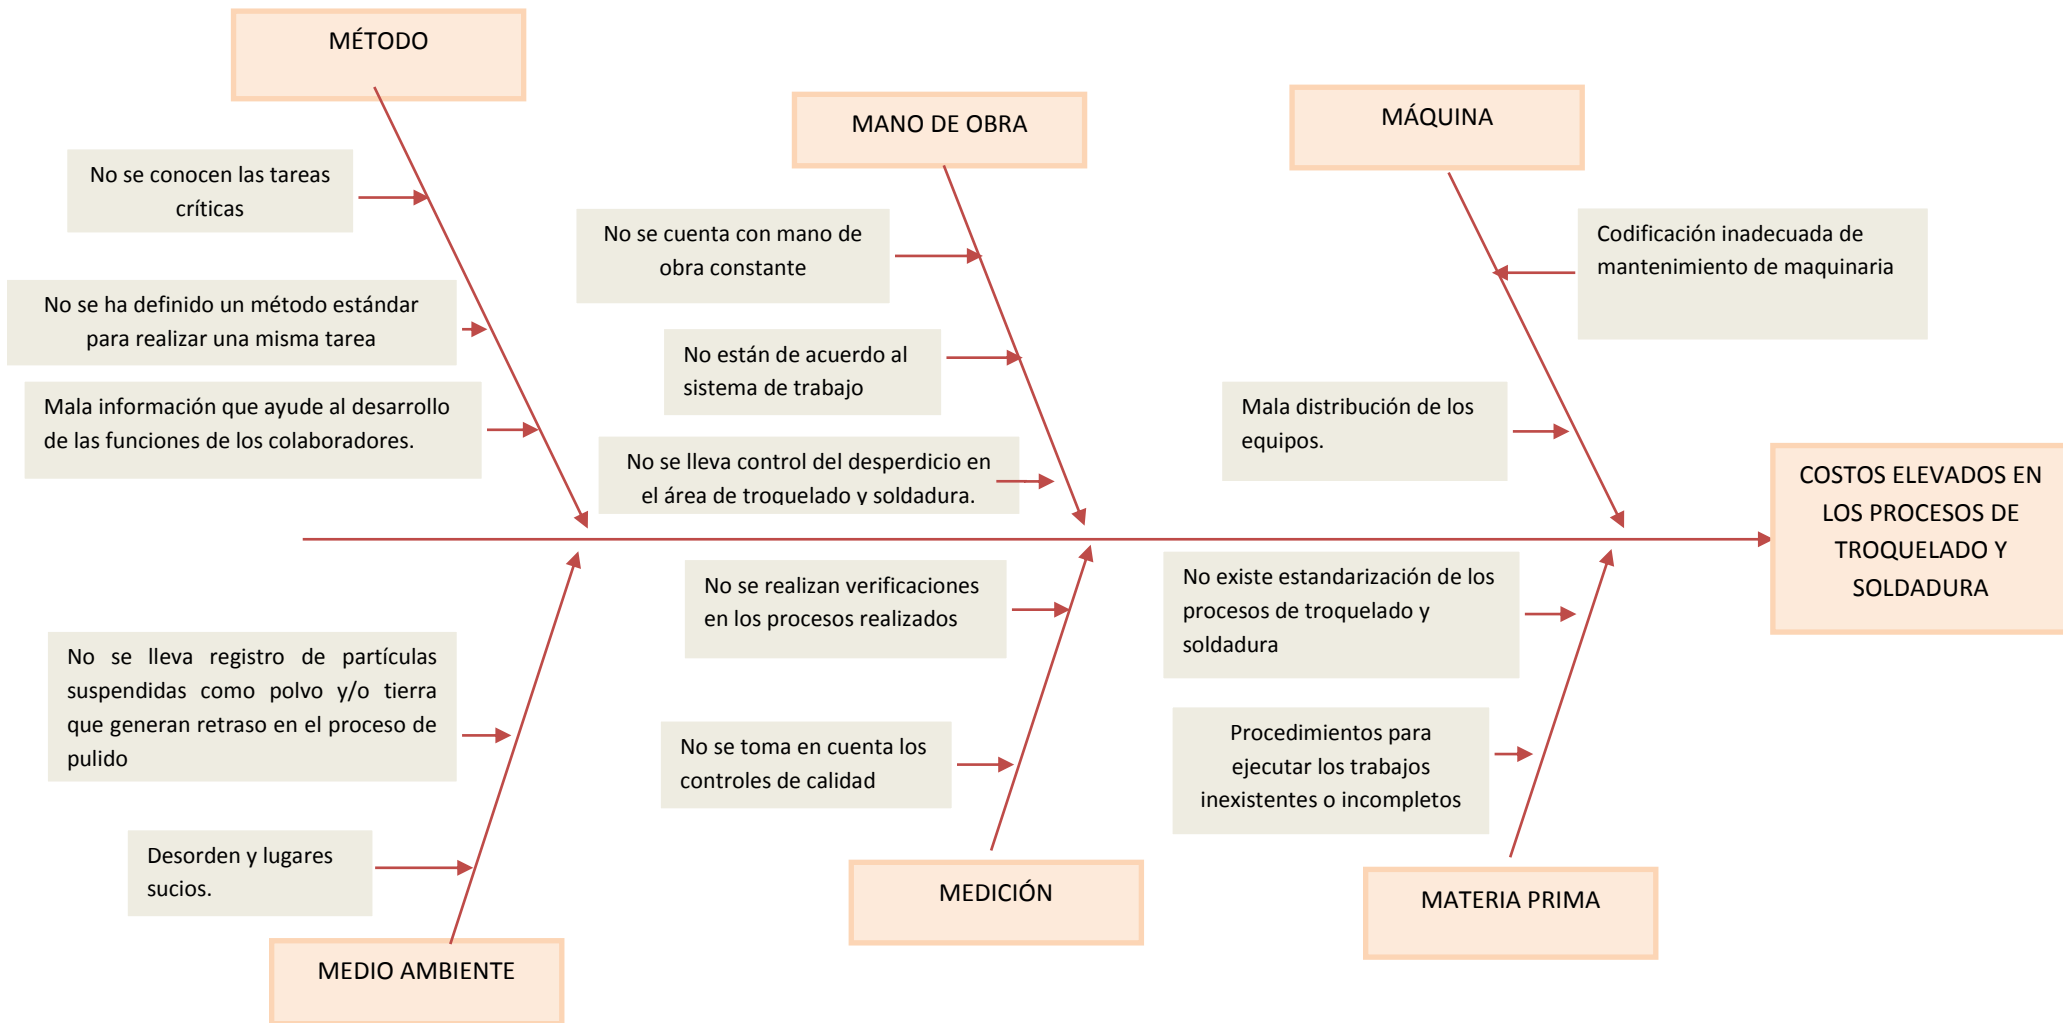 MÉTODO
No se conocen las tareas
críticas
No se ha definido un método estándar
para realizar una misma tarea
Mala información que ayude al desarrollo
de las funciones de los colaboradores.
MANO DE OBRA
No se cuenta con mano de
obra constante
No están de acuerdo al
sistema de trabajo
No se lleva control del desperdicio en
el área de troquelado y soldadura.
MÁQUINA
Codificación inadecuada de
mantenimiento de maquinaria
Mala distribución de los
equipos.
COSTOS ELEVADOS EN
LOS PROCESOS DE
TROQUELADO Y
SOLDADURA
No se lleva registro de partículas
suspendidas como polvo y/o tierra
que generan retraso en el proceso de
pulido
Desorden y lugares
sucios.
MEDIO AMBIENTE
No se realizan verificaciones
en los procesos realizados
No se toma en cuenta los
controles de calidad
MEDICIÓN
No existe estandarización de los
procesos de troquelado y
soldadura
Procedimientos para
ejecutar los trabajos
inexistentes o incompletos
MATERIA PRIMA